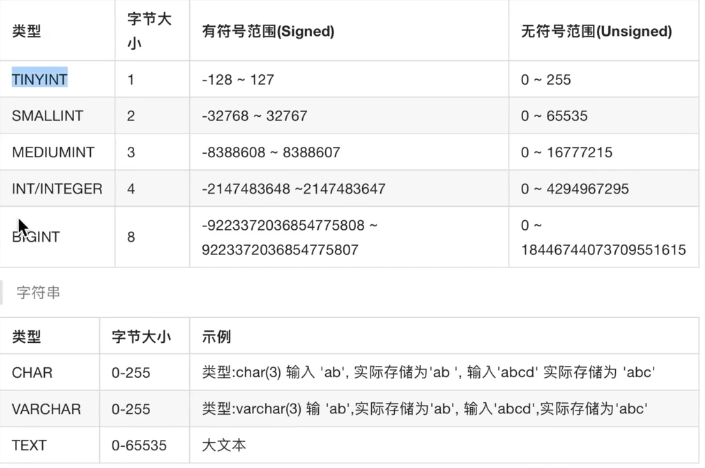 类型 字节大小 有符号范围(Signed) 无符号范围(Unsigned)
TINYINT 1 -128 ~ 127 0 ~ 255
SMALLINT 2 -32768 ~ 32767 0 ~ 65535
MEDIUMINT 3 -8388608 ~ 8388607 0 ~ 16777215
INT/INTEGER 4 -2147483648 ~2147483647 0 ~ 4294967295
BIGINT 8 -9223372036854775808 ~ 9223372036854775807 0 ~ 18446744073709551615
字符串
类型 字节大小 示例
CHAR 0-255 类型:char(3) 输入 'ab', 实际存储为'ab ', 输入'abcd' 实际存储为 'abc'
VARCHAR 0-255 类型:varchar(3) 输 'ab',实际存储为'ab', 输入'abcd',实际存储为'abc'
TEXT 0-65535 大文本